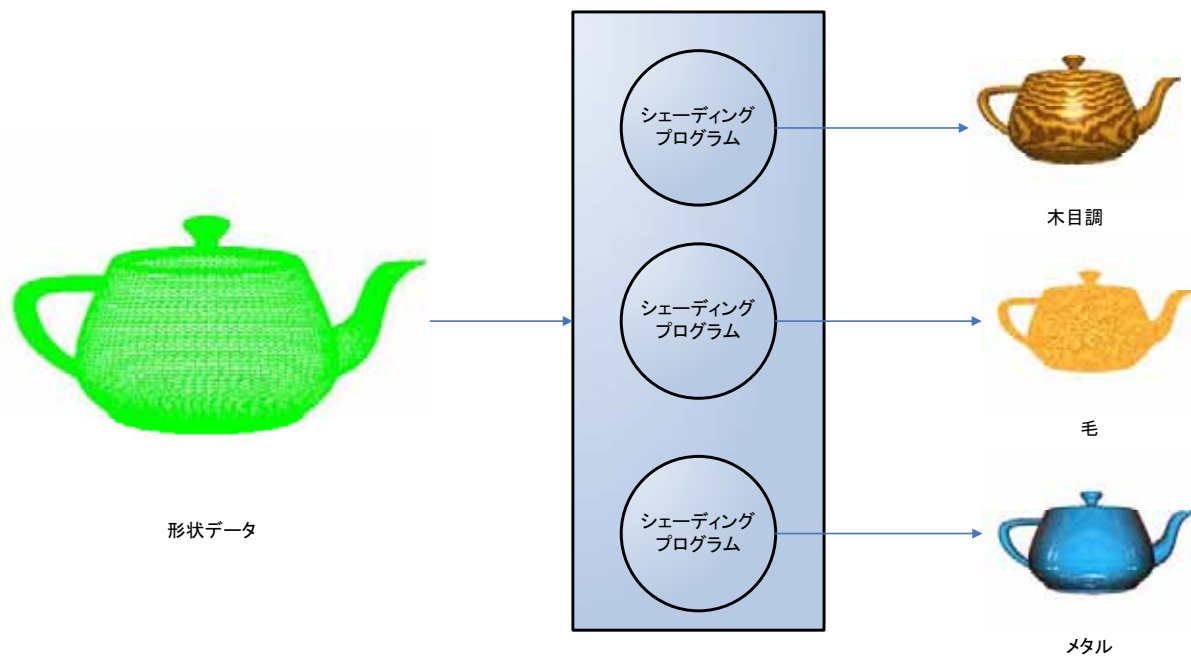 シェーディング
プログラム
木目調
シェーディング
プログラム
毛
形状データ
シェーディング
プログラム
メタル